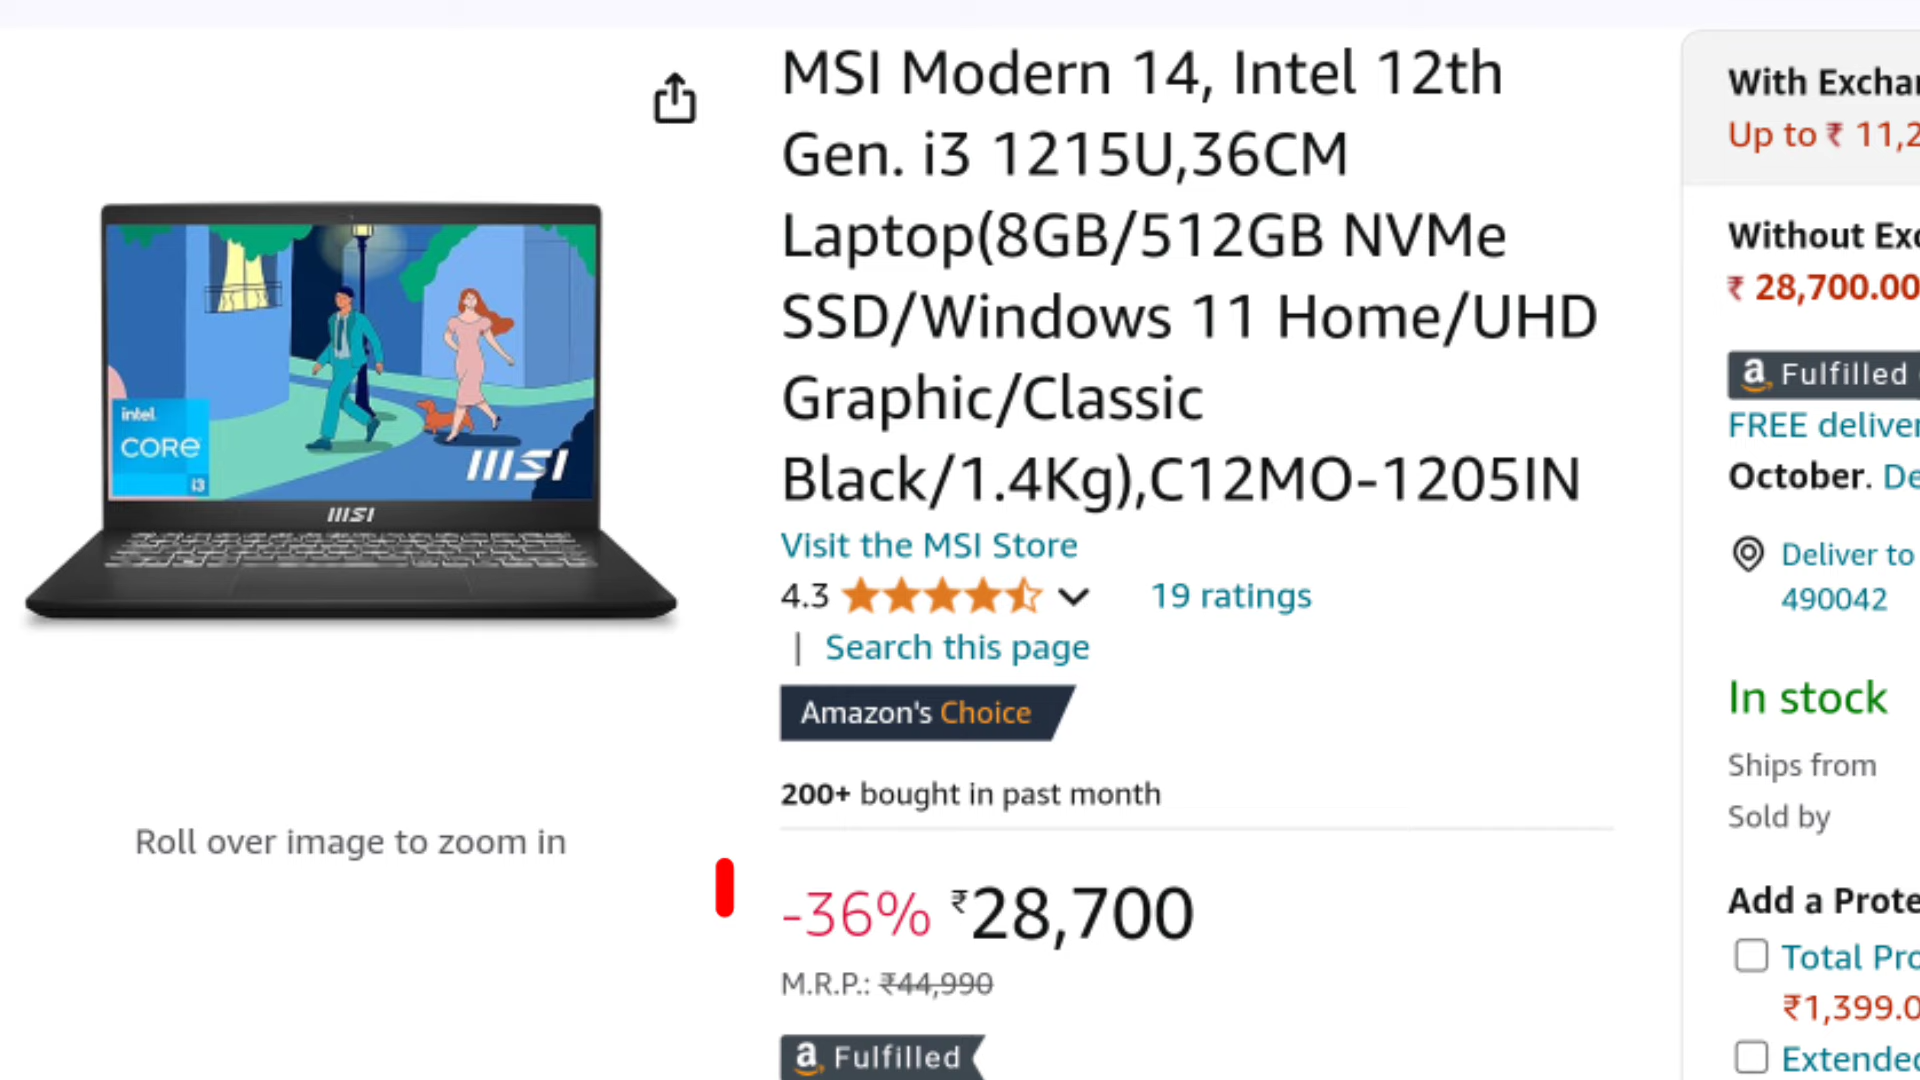 MSI Modern 14, Intel 12th
Gen. i3 1215U,36CM
Laptop(8GB/512GB NVMe
SSD/Windows 11 Home/UHD
Graphic/Classic
Black/1.4Kg),C12MO-1205IN
Visit the MSI Store
4.3 19 ratings
| Search this page
Amazon's Choice
200+ bought in past month
-36% ₹28,700
M.R.P.: ₹44,990
a Fulfilled
intel
CORE
i3
msi
msi
Roll over image to zoom in
With Exchan
Up to ₹ 11,2
Without Exc
₹ 28,700.00
a Fulfilled
FREE deliver
October. De
Deliver to
490042
In stock
Ships from
Sold by
Add a Prote
Total Pro
₹1,399.0
Extended